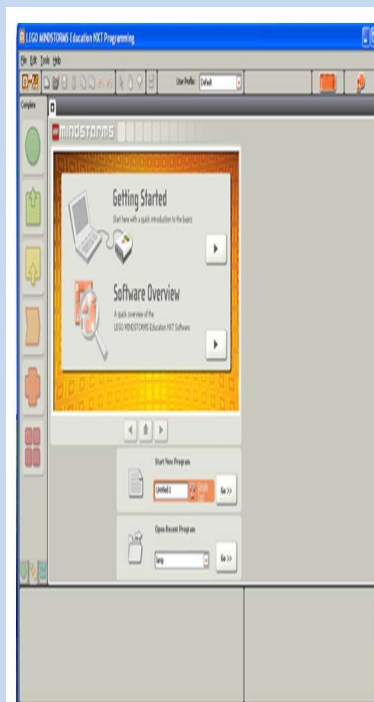 LEGO MINDSTORMS Education NXT Programming
File Edit Tools Help
User Profile: Default
Complete
mindstorms
Getting Started
Start here with a quick introduction to the basics
Software Overview
A quick overview of the
LEGO MINDSTORMS Education NXT Software
Start New Program
Untitled-1
Go >>
Open Recent Program
lamp
Go >>